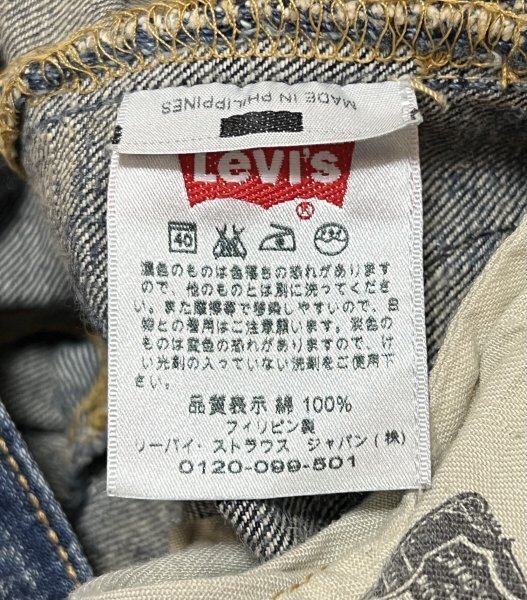 MADE IN PHILIPPINES
Levi's
®
40
濃色のものは色落ちの恐れがあります
ので、他のものとは別に洗ってくださ
い。また摩擦等で移染しやすいので、白
物との着用はご注意願います。淡色の
ものは変色の恐れがありますので、けい
い光剤の入っていない洗剤をご使用下
品質表示 綿 100%
フィリピン製
リーバイ・ストラウス ジャパン(株)
0120-099-501